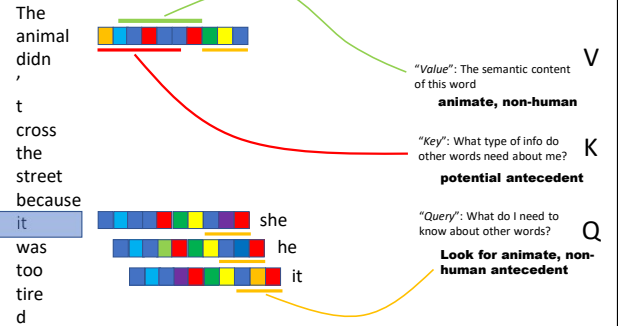 The
animal
didn
’
t
cross
the
street
because
it
was
too
tire
d
she
he
it
“Value”: The semantic content
of this word
animate, non-human
V
“Key”: What type of info do
other words need about me?
potential antecedent
K
“Query”: What do I need to
know about other words?
Look for animate, non-
human antecedent
Q